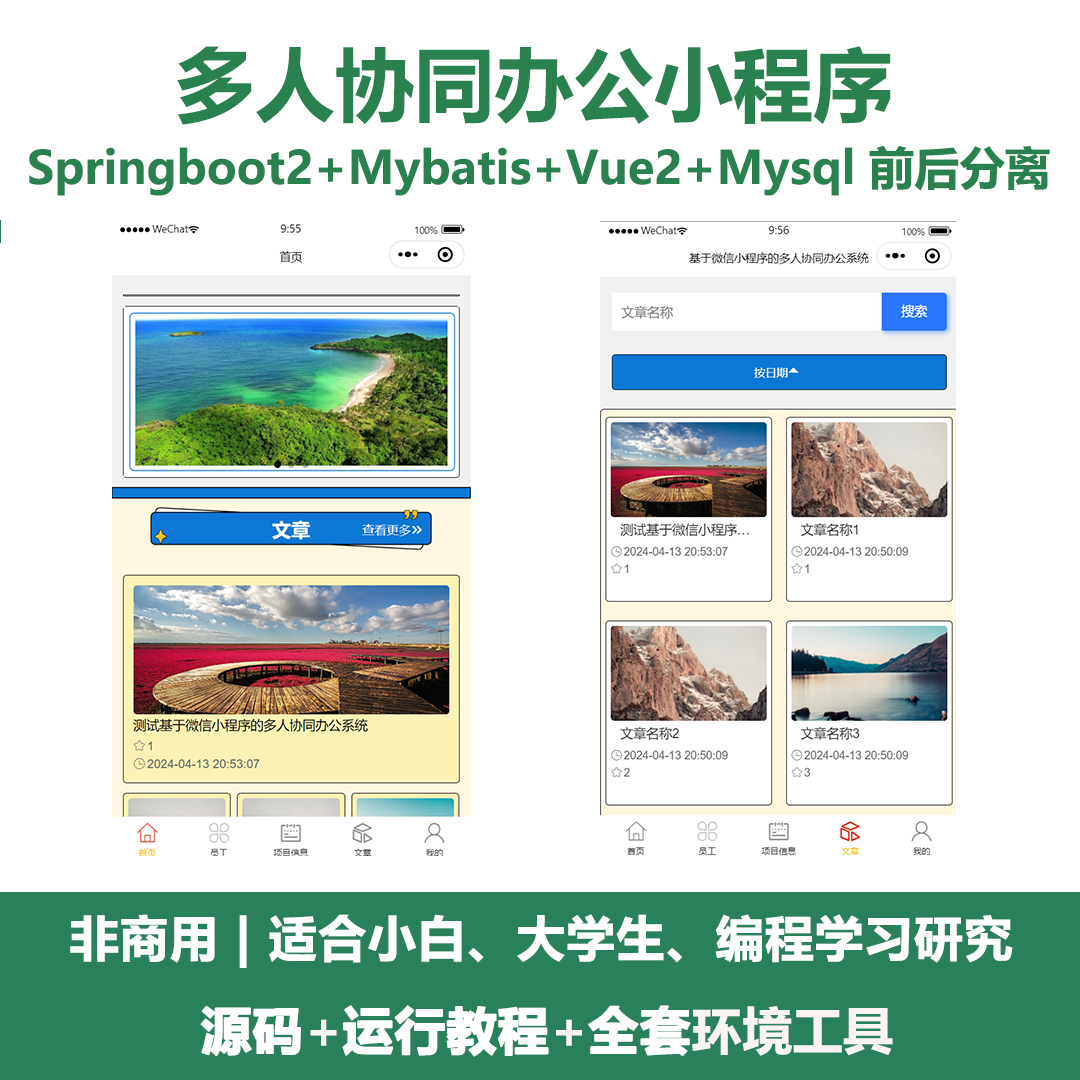 多人协同办公小程序
Springboot2+Mybatis+Vue2+Mysql 前后分离
WeChat 9:55 100%
首页
文章
查看更多
测试基于微信小程序的多人协同办公系统
1
2024-04-13 20:53:07
首页 员工 项目信息 文章 我的
WeChat 9:56 100%
基于微信小程序的多人协同办公系统
文章名称 搜索
按日期
测试基于微信小程序... 文章名称1
2024-04-13 20:53:07 2024-04-13 20:50:09
1 1
文章名称2 文章名称3
2024-04-13 20:50:09 2024-04-13 20:50:09
2 3
首页 员工 项目信息 文章 我的
非商用 | 适合小白、大学生、编程学习研究
源码+运行教程+全套环境工具